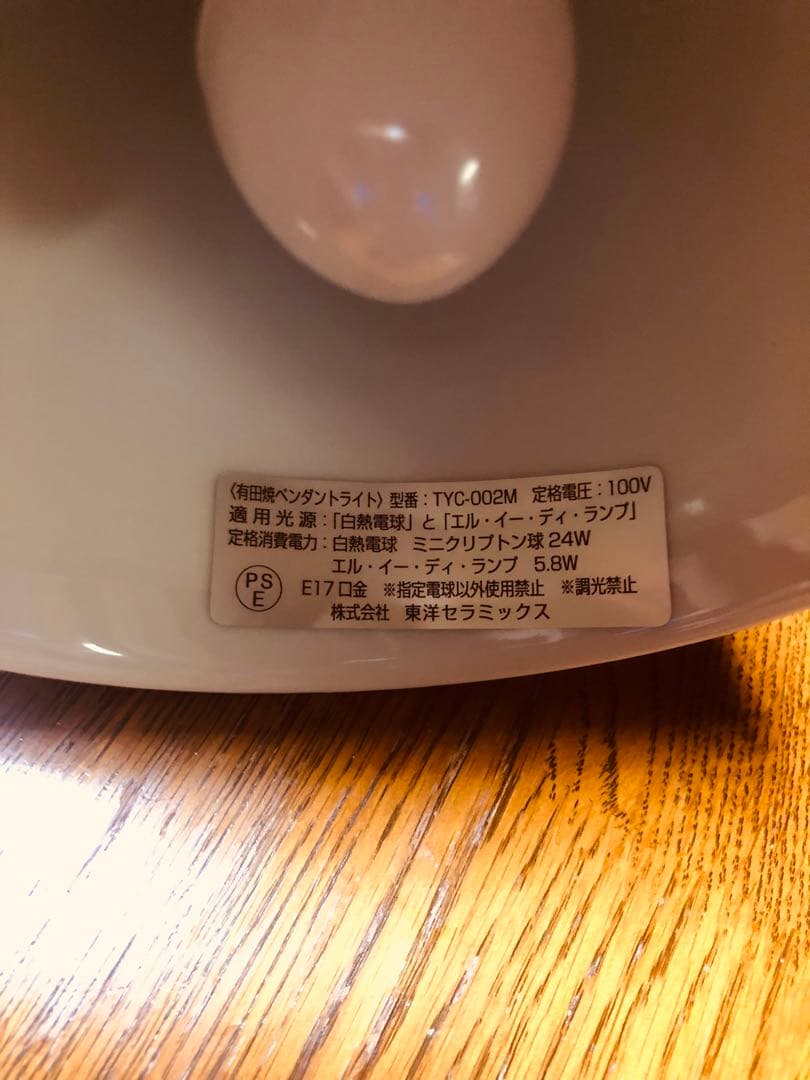 〈有田焼ペンダントライト〉 型番：TYC-002M 定格電圧：100V
適用光源：「白熱電球」と「エル・イー・ディ・ランプ」
定格消費電力：白熱電球 ミニクリプトン球 24W
エル・イー・ディ・ランプ 5.8W
PS
E
E17口金 ※指定電球以外使用禁止 ※調光禁止
株式会社 東洋セラミックス